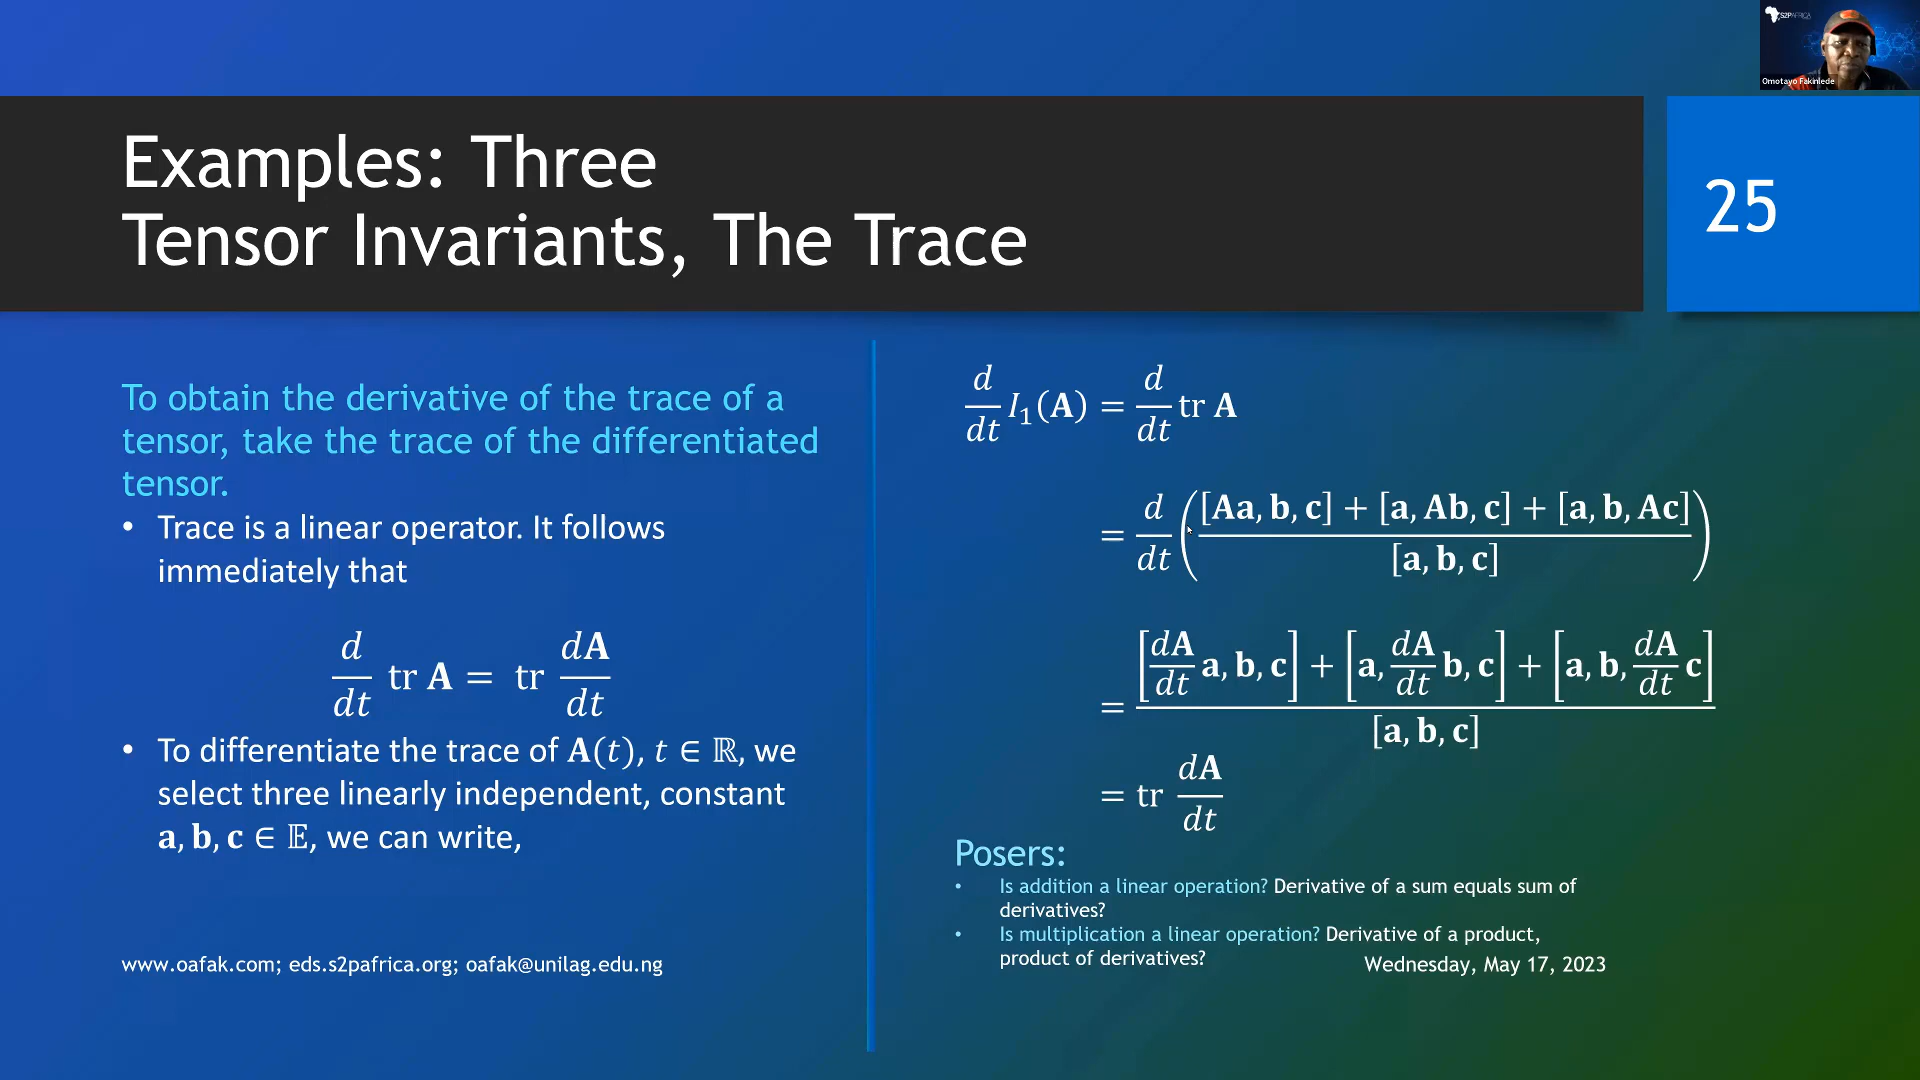 S2PAFRICA
Omotayo Fakinlede
Examples: Three
Tensor Invariants, The Trace
25
To obtain the derivative of the trace of a
tensor, take the trace of the differentiated
tensor.
• Trace is a linear operator. It follows
immediately that
d/dt tr 𝐀 = tr d𝐀/dt
• To differentiate the trace of 𝐀(t), t ∈ ℝ, we
select three linearly independent, constant
𝐚, 𝐛, 𝐜 ∈ 𝔼, we can write,
d/dt I₁(𝐀) = d/dt tr 𝐀
= d/dt (([𝐀𝐚, 𝐛, 𝐜] + [𝐚, 𝐀𝐛, 𝐜] + [𝐚, 𝐛, 𝐀𝐜]) / [𝐚, 𝐛, 𝐜])
= ([d𝐀/dt 𝐚, 𝐛, 𝐜] + [𝐚, d𝐀/dt 𝐛, 𝐜] + [𝐚, 𝐛, d𝐀/dt 𝐜]) / [𝐚, 𝐛, 𝐜]
= tr d𝐀/dt
Posers:
• Is addition a linear operation? Derivative of a sum equals sum of
derivatives?
• Is multiplication a linear operation? Derivative of a product,
product of derivatives?
www.oafak.com; eds.s2pafrica.org; oafak@unilag.edu.ng
Wednesday, May 17, 2023